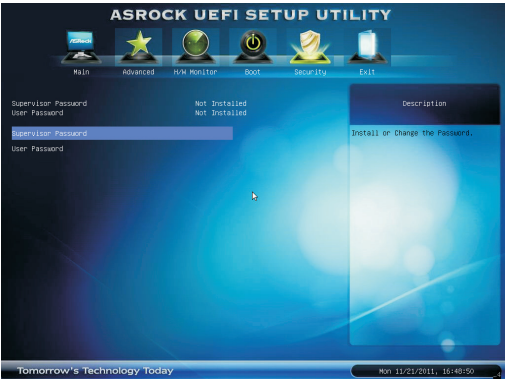 ASROCK UEFI SETUP UTILITY
ASRock
Main Advanced H/W Monitor Boot Security Exit
Supervisor Password Not Installed
User Password Not Installed
Supervisor Password
User Password
Description
Install or Change the Password.
Tomorrow's Technology Today
Mon 11/21/2011, 16:48:50